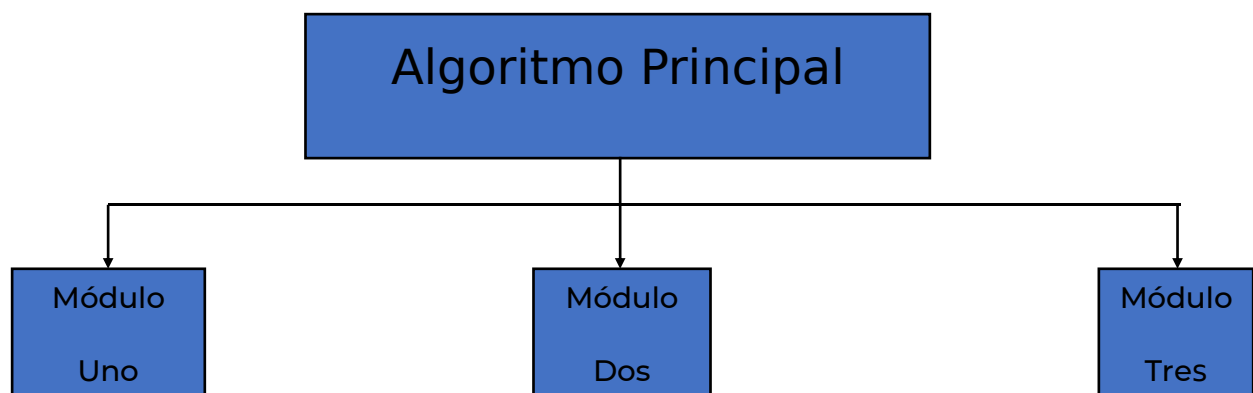 Algoritmo Principal
Módulo
Uno
Módulo
Dos
Módulo
Tres